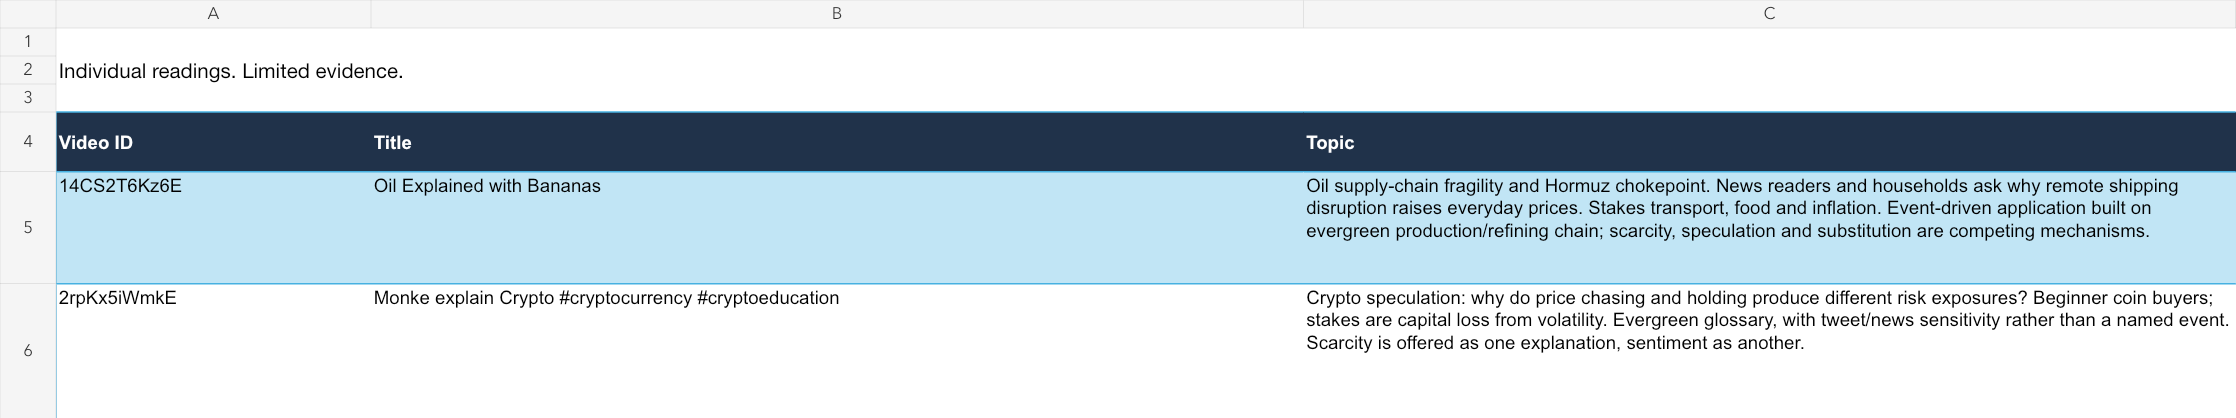 A B C
1
2 Individual readings. Limited evidence.
3
4 Video ID Title Topic
5 14CS2T6Kz6E Oil Explained with Bananas Oil supply-chain fragility and Hormuz chokepoint. News readers and households ask why remote shipping
disruption raises everyday prices. Stakes transport, food and inflation. Event-driven application built on
evergreen production/refining chain; scarcity, speculation and substitution are competing mechanisms.
6 2rpKx5iWmkE Monke explain Crypto #cryptocurrency #cryptoeducation Crypto speculation: why do price chasing and holding produce different risk exposures? Beginner coin buyers;
stakes are capital loss from volatility. Evergreen glossary, with tweet/news sensitivity rather than a named event.
Scarcity is offered as one explanation, sentiment as another.